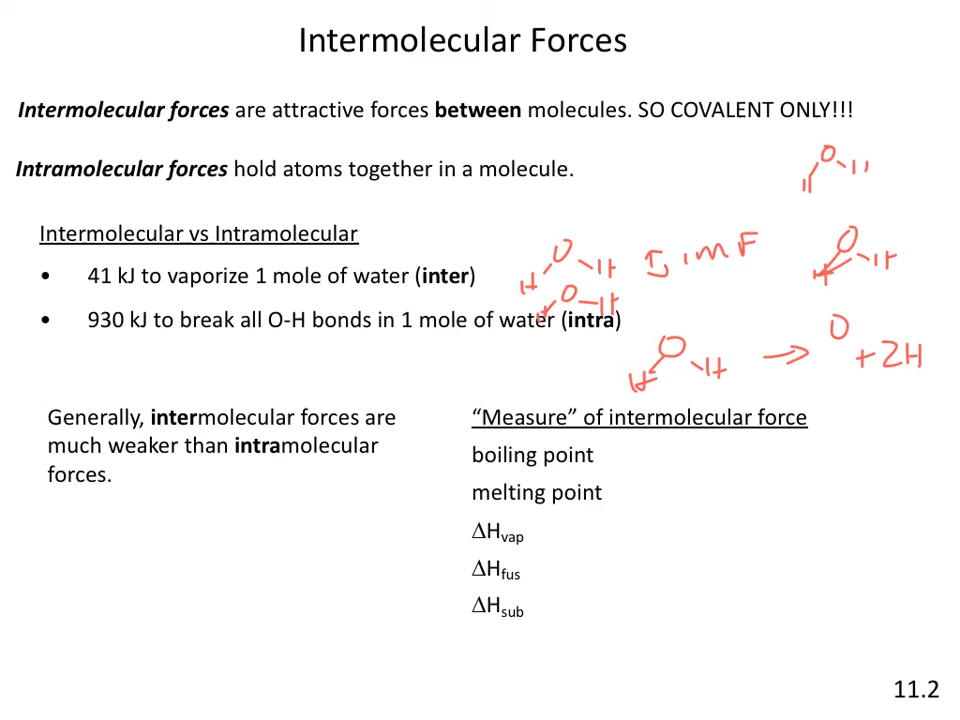 Intermolecular Forces
Intermolecular forces are attractive forces between molecules. SO COVALENT ONLY!!!
Intramolecular forces hold atoms together in a molecule.
O
H
Intermolecular vs Intramolecular
• 41 kJ to vaporize 1 mole of water (inter)
• 930 kJ to break all O-H bonds in 1 mole of water (intra)
O
H H
O H
H
IMF
O
H H
O
H H → O + 2H
Generally, intermolecular forces are
much weaker than intramolecular
forces.
"Measure" of intermolecular force
boiling point
melting point
ΔHvap
ΔHfus
ΔHsub
11.2